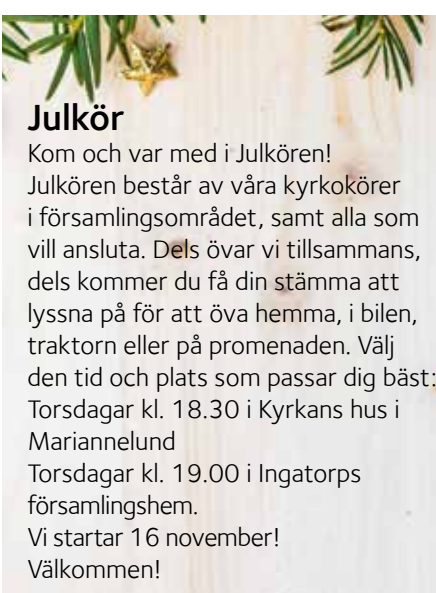 Julkör
Kom och var med i Julkören!
Julkören består av våra kyrkokörer
i församlingsområdet, samt alla som
vill ansluta. Dels övar vi tillsammans,
dels kommer du få din stämma att
lyssna på för att öva hemma, i bilen,
traktorn eller på promenaden. Välj
den tid och plats som passar dig bäst:
Torsdagar kl. 18.30 i Kyrkans hus i
Mariannelund
Torsdagar kl. 19.00 i Ingatorps
församlingshem.
Vi startar 16 november!
Välkommen!